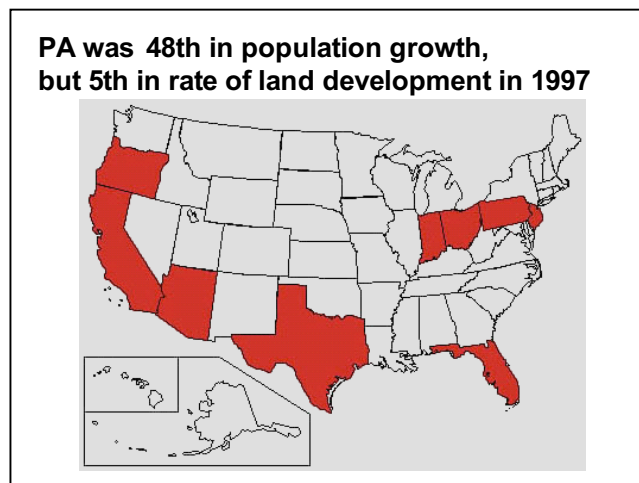 PA was 48th in population growth,
but 5th in rate of land development in 1997